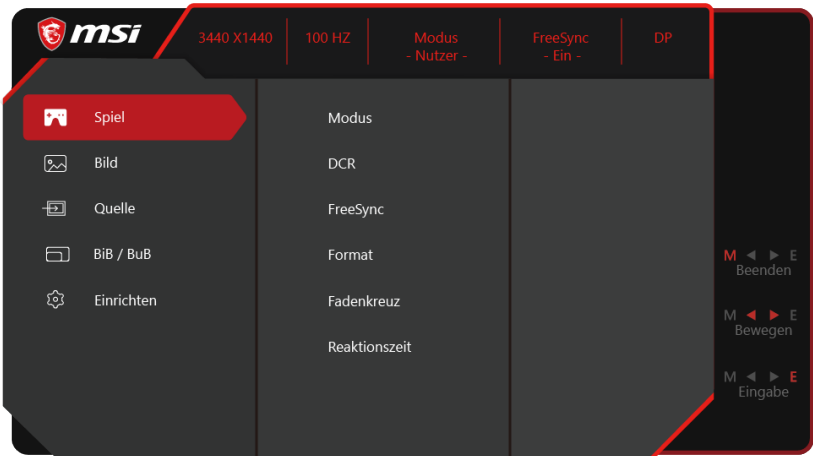 msi
3440 X1440
100 HZ
Modus
- Nutzer -
FreeSync
- Ein -
DP
Spiel
Bild
Quelle
BiB / BuB
Einrichten
Modus
DCR
FreeSync
Format
Fadenkreuz
Reaktionszeit
M ◄ ► E
Beenden
M ◄ ► E
Bewegen
M ◄ ► E
Eingabe